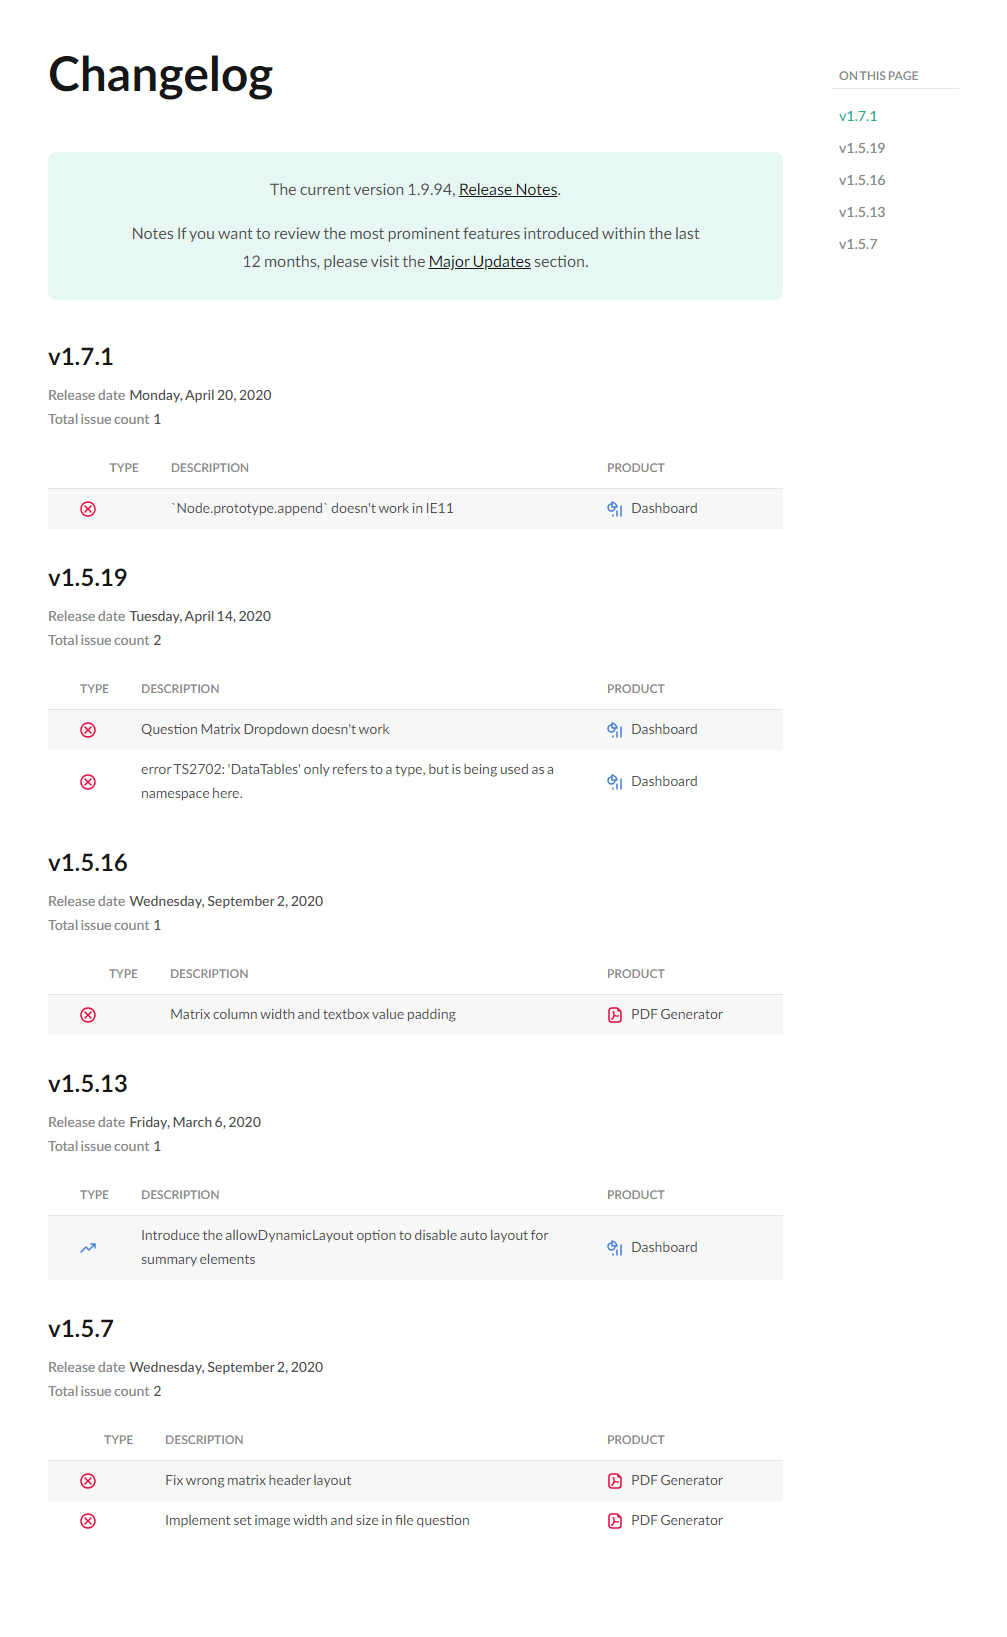 Changelog
ON THIS PAGE
v1.7.1
v1.5.19
v1.5.16
v1.5.13
v1.5.7
The current version 1.9.94, Release Notes.
Notes If you want to review the most prominent features introduced within the last
12 months, please visit the Major Updates section.
v1.7.1
Release date Monday, April 20, 2020
Total issue count 1
TYPE DESCRIPTION PRODUCT
`Node.prototype.append` doesn't work in IE11 Dashboard
v1.5.19
Release date Tuesday, April 14, 2020
Total issue count 2
TYPE DESCRIPTION PRODUCT
Question Matrix Dropdown doesn't work Dashboard
error TS2702: 'DataTables' only refers to a type, but is being used as a
namespace here. Dashboard
v1.5.16
Release date Wednesday, September 2, 2020
Total issue count 1
TYPE DESCRIPTION PRODUCT
Matrix column width and textbox value padding PDF Generator
v1.5.13
Release date Friday, March 6, 2020
Total issue count 1
TYPE DESCRIPTION PRODUCT
Introduce the allowDynamicLayout option to disable auto layout for
summary elements Dashboard
v1.5.7
Release date Wednesday, September 2, 2020
Total issue count 2
TYPE DESCRIPTION PRODUCT
Fix wrong matrix header layout PDF Generator
Implement set image width and size in file question PDF Generator